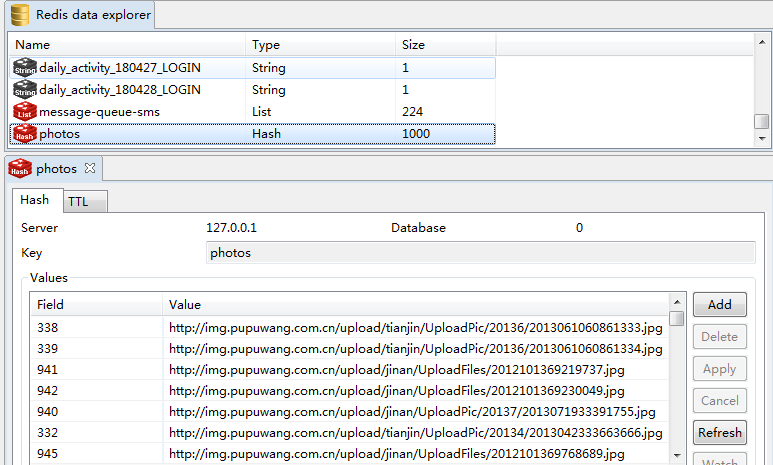 Redis data explorer
Name Type Size
String daily_activity_180427_LOGIN String 1
String daily_activity_180428_LOGIN String 1
List message-queue-sms List 224
Hash photos Hash 1000
Hash photos
Hash TTL
Server 127.0.0.1 Database 0
Key photos
Values
Field Value Add
338 http://img.pupuwang.com.cn/upload/tianjin/UploadPic/20136/2013061060861333.jpg
339 http://img.pupuwang.com.cn/upload/tianjin/UploadPic/20136/2013061060861334.jpg Delete
941 http://img.pupuwang.com.cn/upload/jinan/UploadFiles/2012101369219737.jpg Apply
942 http://img.pupuwang.com.cn/upload/jinan/UploadFiles/2012101369230049.jpg Cancel
940 http://img.pupuwang.com.cn/upload/jinan/UploadPic/20137/2013071933391755.jpg
332 http://img.pupuwang.com.cn/upload/tianjin/UploadPic/20134/2013042333663666.jpg Refresh
945 http://img.pupuwang.com.cn/upload/jinan/UploadFiles/2012101369768689.jpg Watch